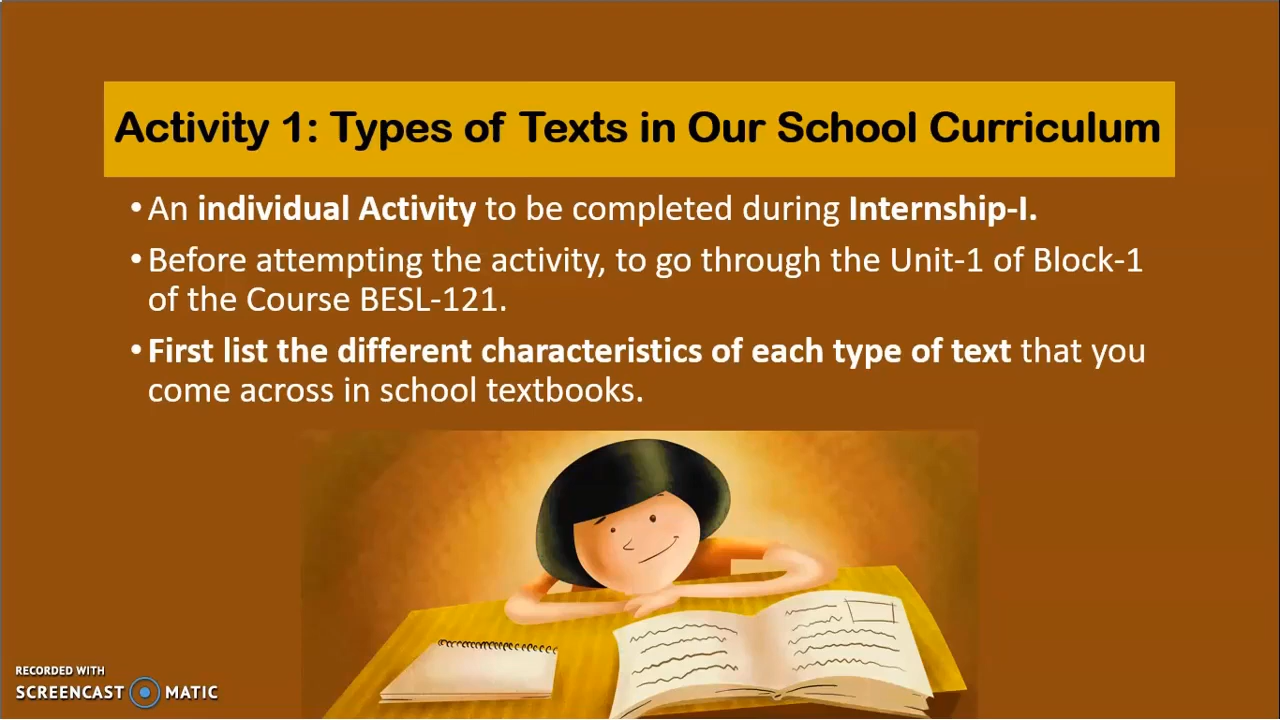 Activity 1: Types of Texts in Our School Curriculum
•An individual Activity to be completed during Internship-I.
•Before attempting the activity, to go through the Unit-1 of Block-1
of the Course BESL-121.
•First list the different characteristics of each type of text that you
come across in school textbooks.
RECORDED WITH
SCREENCAST MATIC